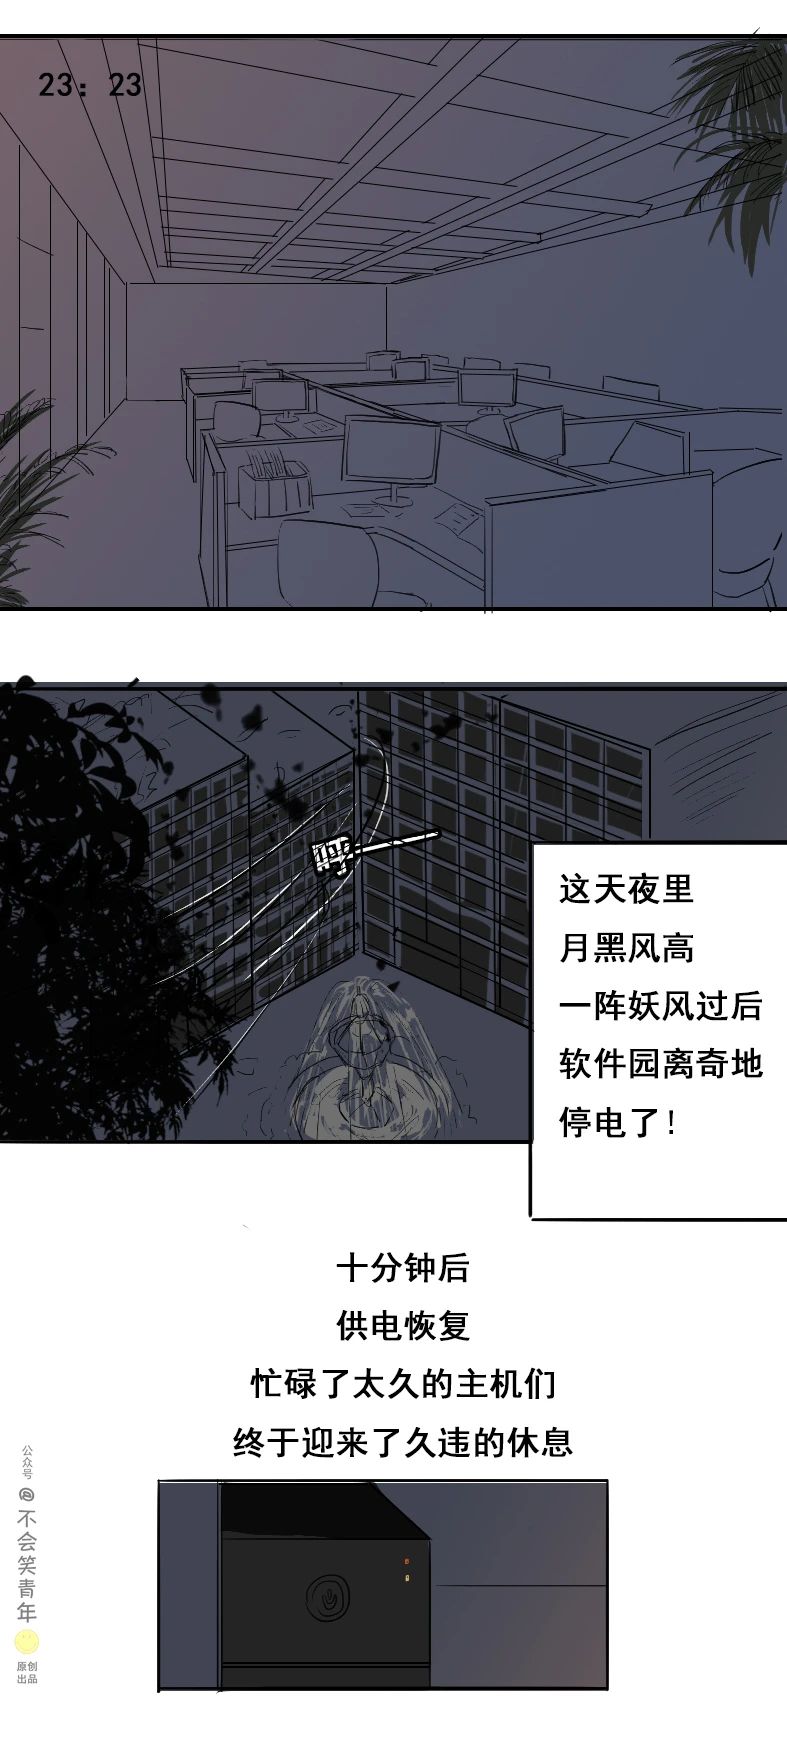 23：23
这天夜里
月黑风高
一阵妖风过后
软件园离奇地
停电了！
十分钟后
供电恢复
忙碌了太久的主机们
终于迎来了久违的休息
公众号
@不会笑青年
原创
出品